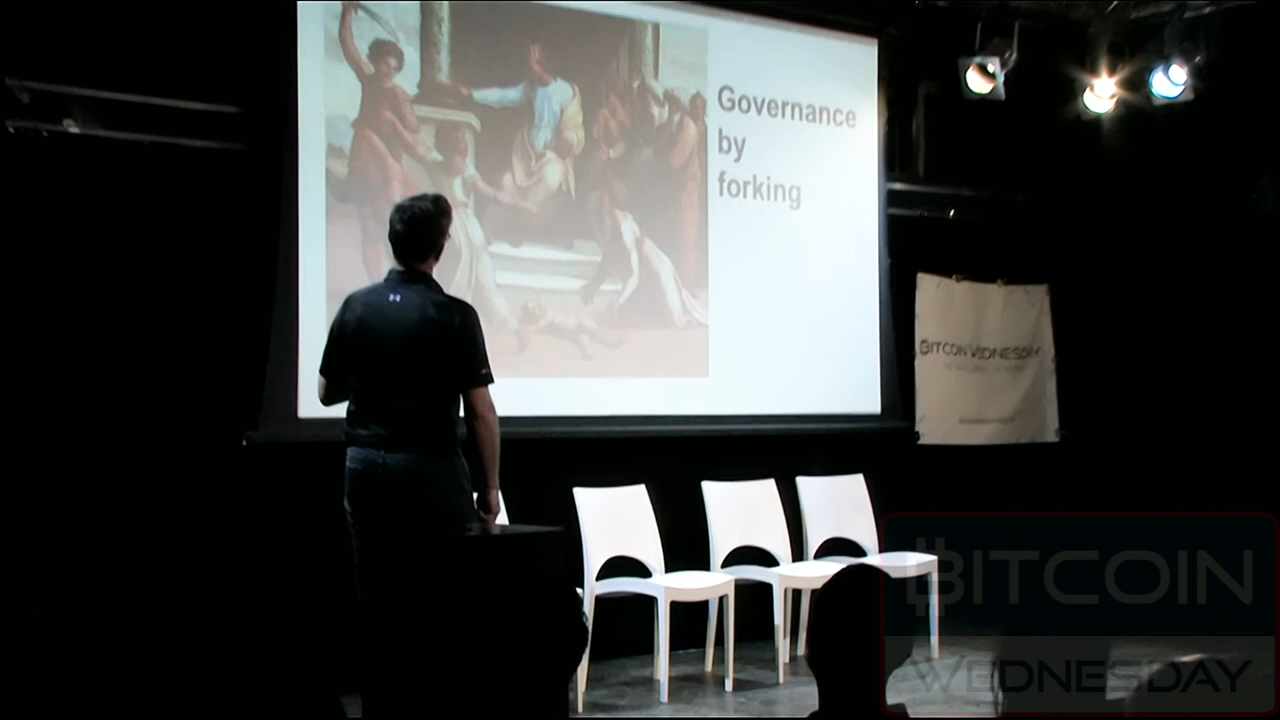 Governance
by
forking
BITCOIN WEDNESDAY
BITCOIN
WEDNESDAY